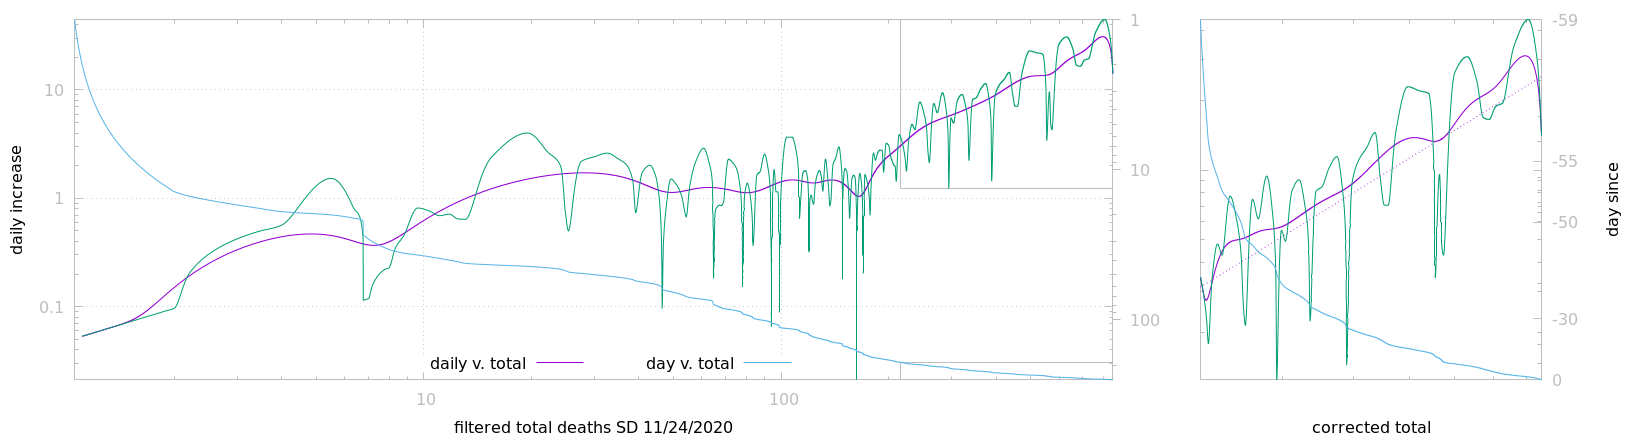 daily increase
10
1
0.1
daily v. total
day v. total
10
100
filtered total deaths SD 11/24/2020
1
10
100
-59
-55
-50
-30
0
day since
corrected total